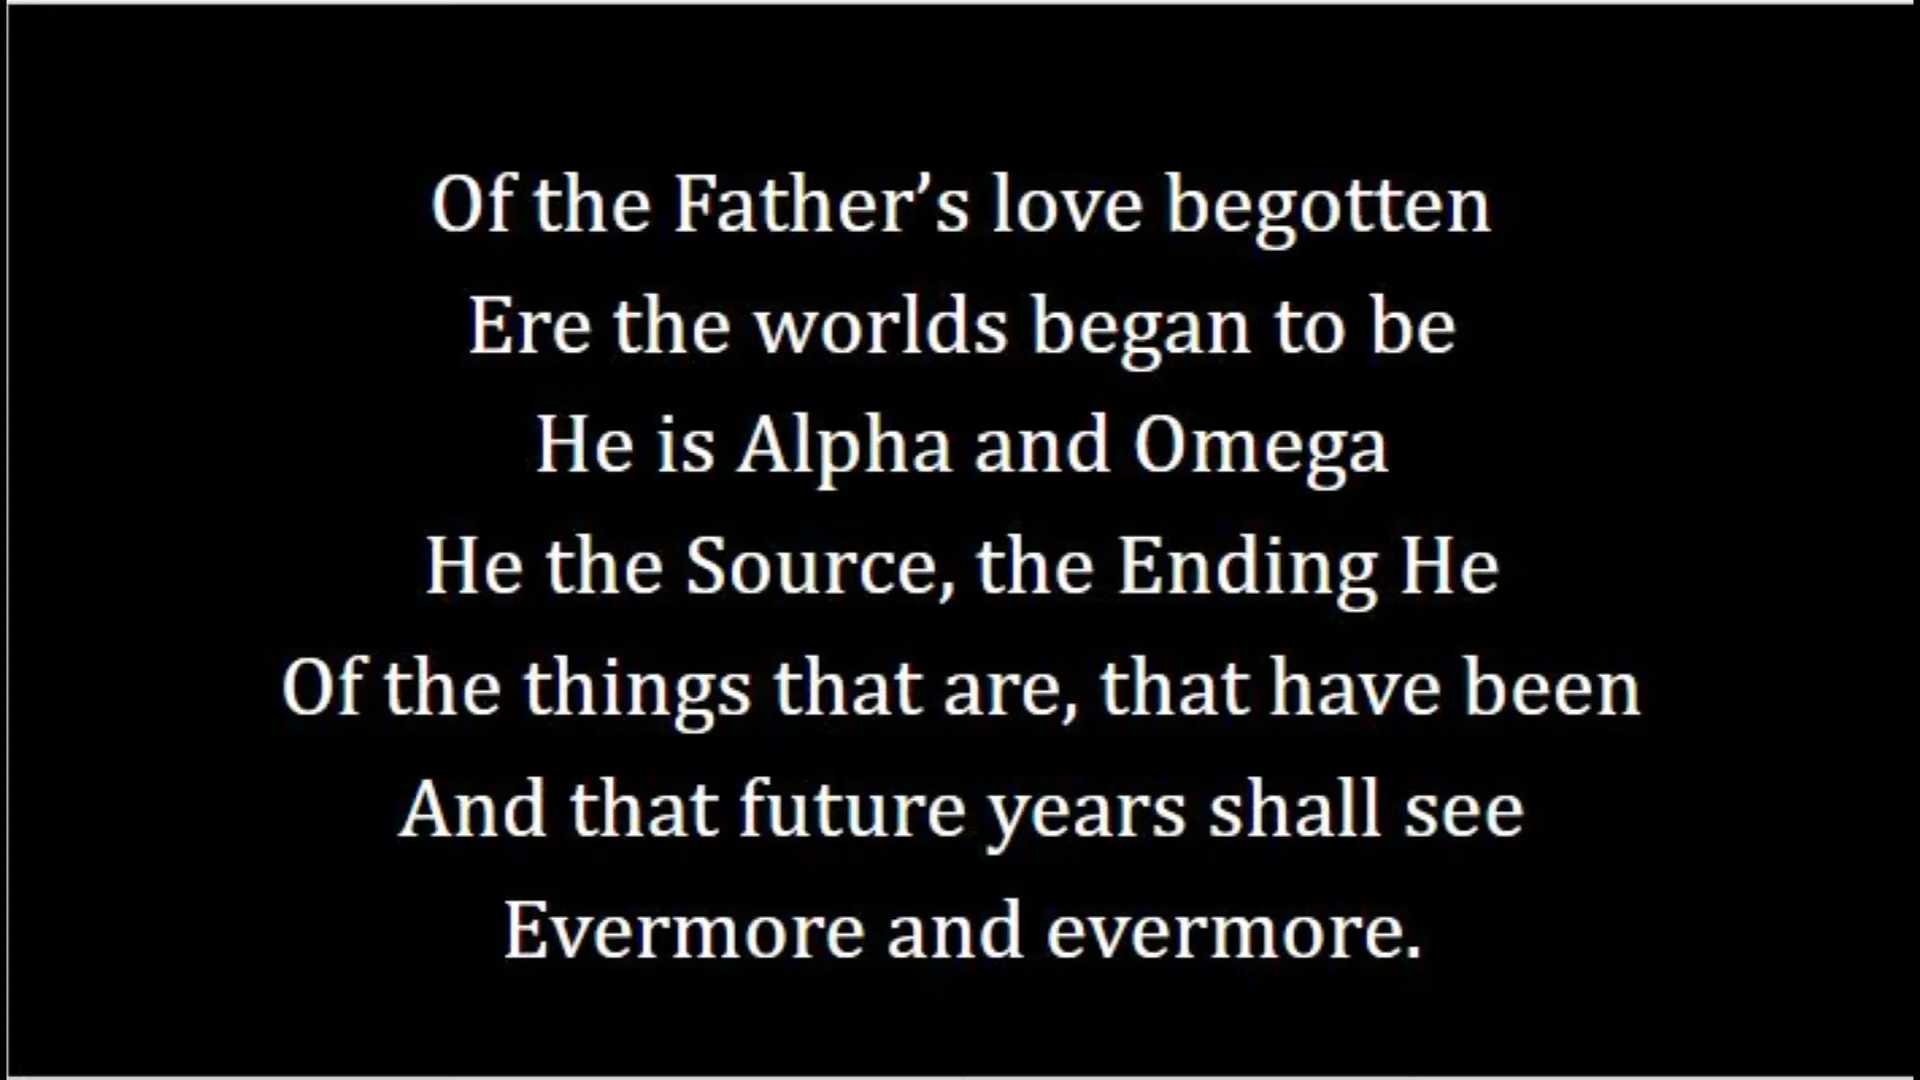 Of the Father’s love begotten
Ere the worlds began to be
He is Alpha and Omega
He the Source, the Ending He
Of the things that are, that have been
And that future years shall see
Evermore and evermore.